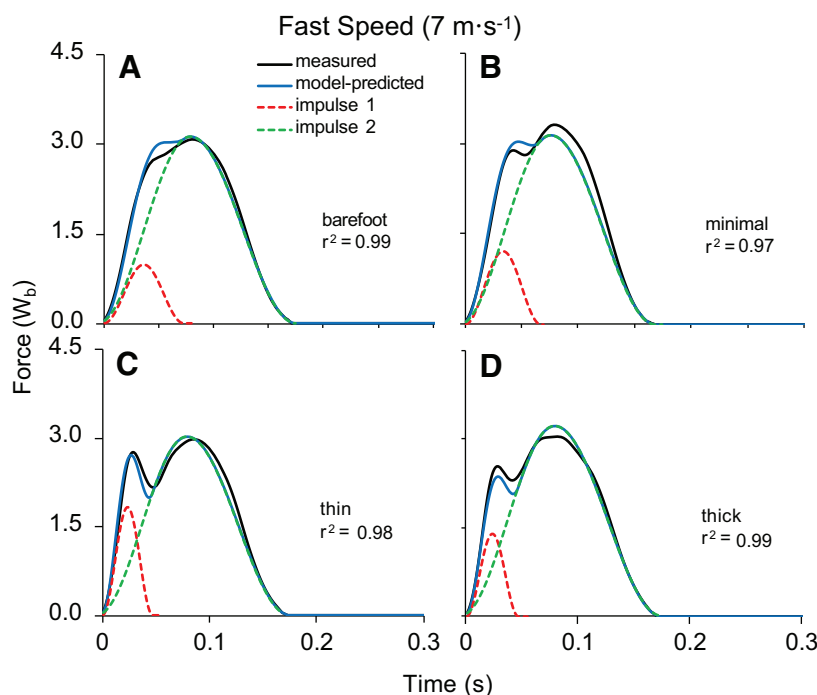 Fast Speed (7 m·s-1)
A
measured
model-predicted
impulse 1
impulse 2
barefoot
r² = 0.99
4.5
3.0
1.5
0.0
B
minimal
r² = 0.97
Force (Wb)
4.5
3.0
1.5
0.0
C
thin
r² = 0.98
0
0.1
0.2
0.3
D
thick
r² = 0.99
0
0.1
0.2
0.3
Time (s)